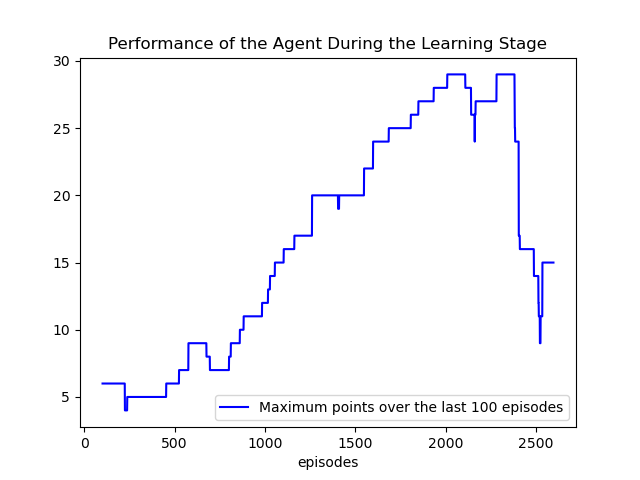 Performance of the Agent During the Learning Stage
30
25
20
15
10
5
Maximum points over the last 100 episodes
0 500 1000 1500 2000 2500
episodes